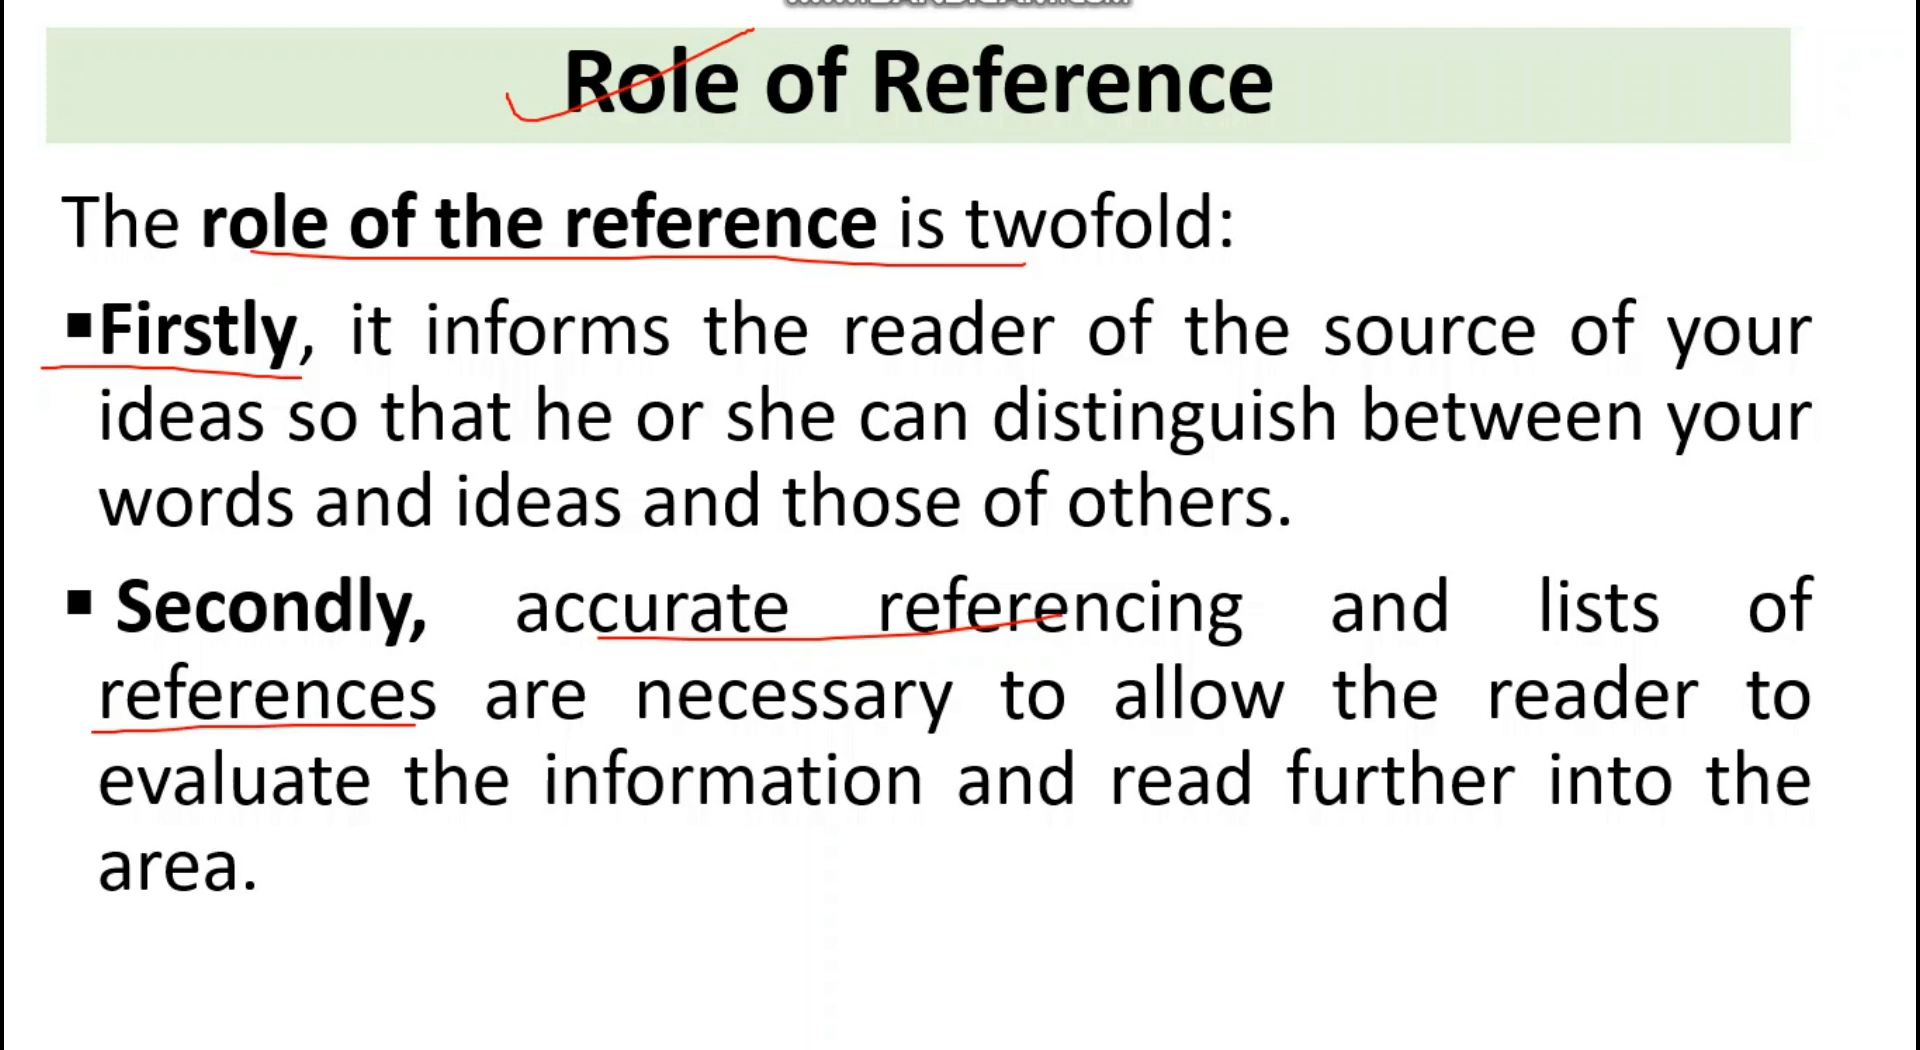 Role of Reference
The role of the reference is twofold:
▪Firstly, it informs the reader of the source of your
ideas so that he or she can distinguish between your
words and ideas and those of others.
▪ Secondly, accurate referencing and lists of
references are necessary to allow the reader to
evaluate the information and read further into the
area.